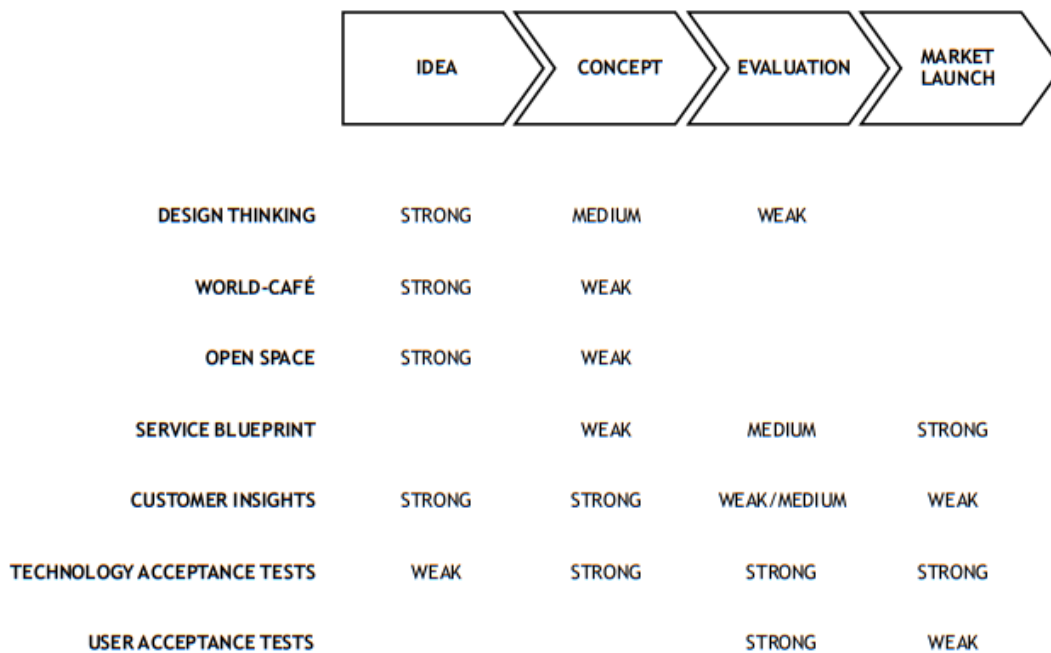 IDEA CONCEPT EVALUATION MARKET LAUNCH
DESIGN THINKING STRONG MEDIUM WEAK
WORLD-CAFÉ STRONG WEAK
OPEN SPACE STRONG WEAK
SERVICE BLUEPRINT WEAK MEDIUM STRONG
CUSTOMER INSIGHTS STRONG STRONG WEAK/MEDIUM WEAK
TECHNOLOGY ACCEPTANCE TESTS WEAK STRONG STRONG STRONG
USER ACCEPTANCE TESTS STRONG WEAK